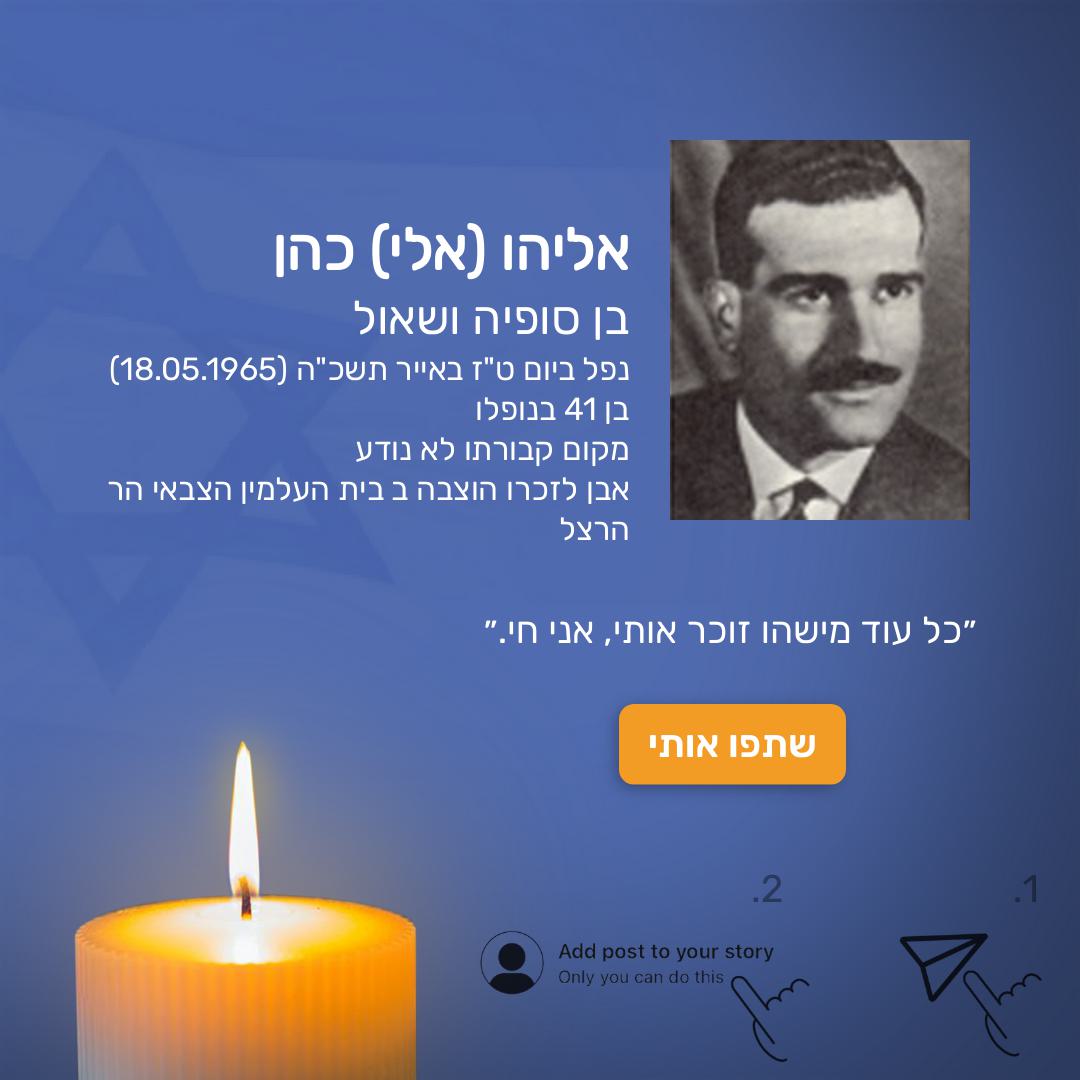 אליהו (אלי) כהן
בן סופיה ושאול
נפל ביום ט"ז באייר תשכ"ה (18.05.1965)
בן 41 בנופלו
מקום קבורתו לא נודע
אבן לזכרו הוצבה ב בית העלמין הצבאי הר
הרצל
״כל עוד מישהו זוכר אותי, אני חי.״
שתפו אותי
.1
.2
Add post to your story
Only you can do this